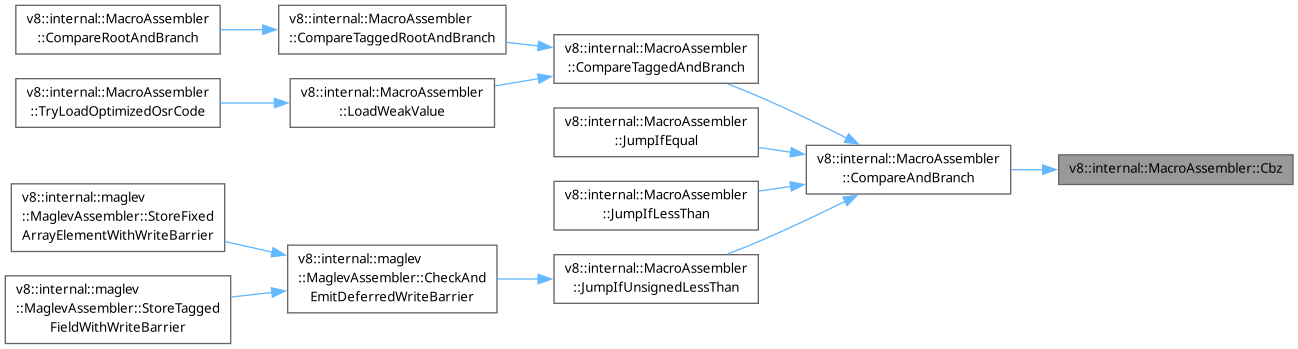 v8::internal::MacroAssembler
::CompareRootAndBranch
v8::internal::MacroAssembler
::CompareTaggedRootAndBranch
v8::internal::MacroAssembler
::CompareTaggedAndBranch
v8::internal::MacroAssembler
::TryLoadOptimizedOsrCode
v8::internal::MacroAssembler
::LoadWeakValue
v8::internal::MacroAssembler
::JumpIfEqual
v8::internal::MacroAssembler
::CompareAndBranch
v8::internal::MacroAssembler::Cbz
v8::internal::MacroAssembler
::JumpIfLessThan
v8::internal::maglev
::MaglevAssembler::StoreFixed
ArrayElementWithWriteBarrier
v8::internal::maglev
::MaglevAssembler::CheckAnd
EmitDeferredWriteBarrier
v8::internal::MacroAssembler
::JumpIfUnsignedLessThan
v8::internal::maglev
::MaglevAssembler::StoreTagged
FieldWithWriteBarrier